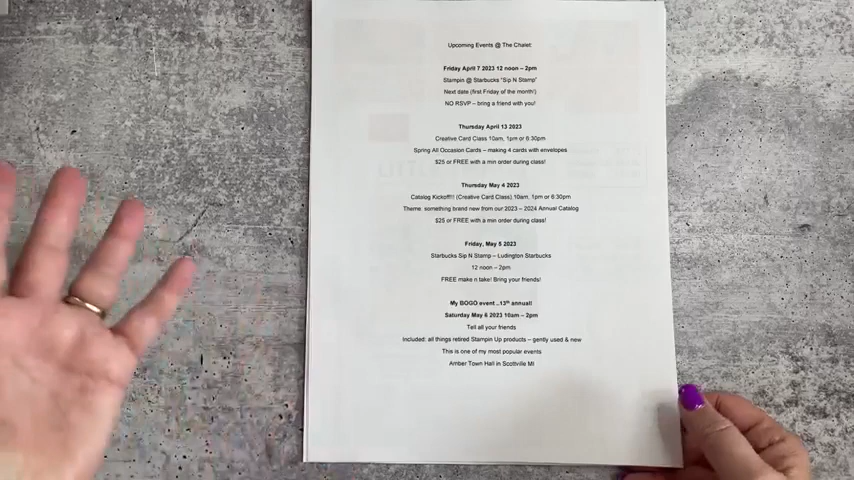 Upcoming Events @ The Chalet:
Friday April 7 2023 12 noon – 2pm
Stampin @ Starbucks "Sip N Stamp"
Next date (first Friday of the month!)
NO RSVP – bring a friend with you!
Thursday April 13 2023
Creative Card Class 10am, 1pm or 6:30pm
Spring All Occasion Cards – making 4 cards with envelopes
$25 or FREE with a min order during class!
Thursday May 4 2023
Catalog Kickoff!!! (Creative Card Class) 10am, 1pm or 6:30pm
Theme: something brand new from our 2023 – 2024 Annual Catalog
$25 or FREE with a min order during class!
Friday, May 5 2023
Starbucks Sip N Stamp – Ludington Starbucks
12 noon – 2pm
FREE make n take! Bring your friends!
My BOGO event ..13th annual!
Saturday May 6 2023 10am – 2pm
Tell all your friends
Included: all things retired Stampin Up products – gently used & new
This is one of my most popular events
Amber Town Hall in Scottville MI